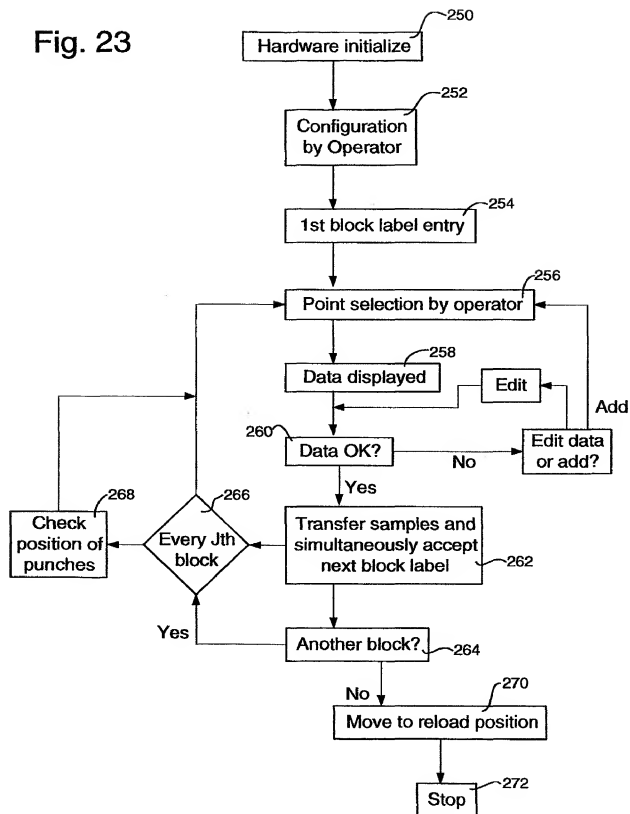 Fig. 23
250
Hardware initialize
252
Configuration
by Operator
254
1st block label entry
256
Point selection by operator
258
Data displayed
Edit
Add
260
Data OK?
No
Edit data
or add?
Yes
268
Check
position of
punches
266
Every Jth
block
Transfer samples and
simultaneously accept
next block label
262
Yes
Another block?
264
No
270
Move to reload position
272
Stop